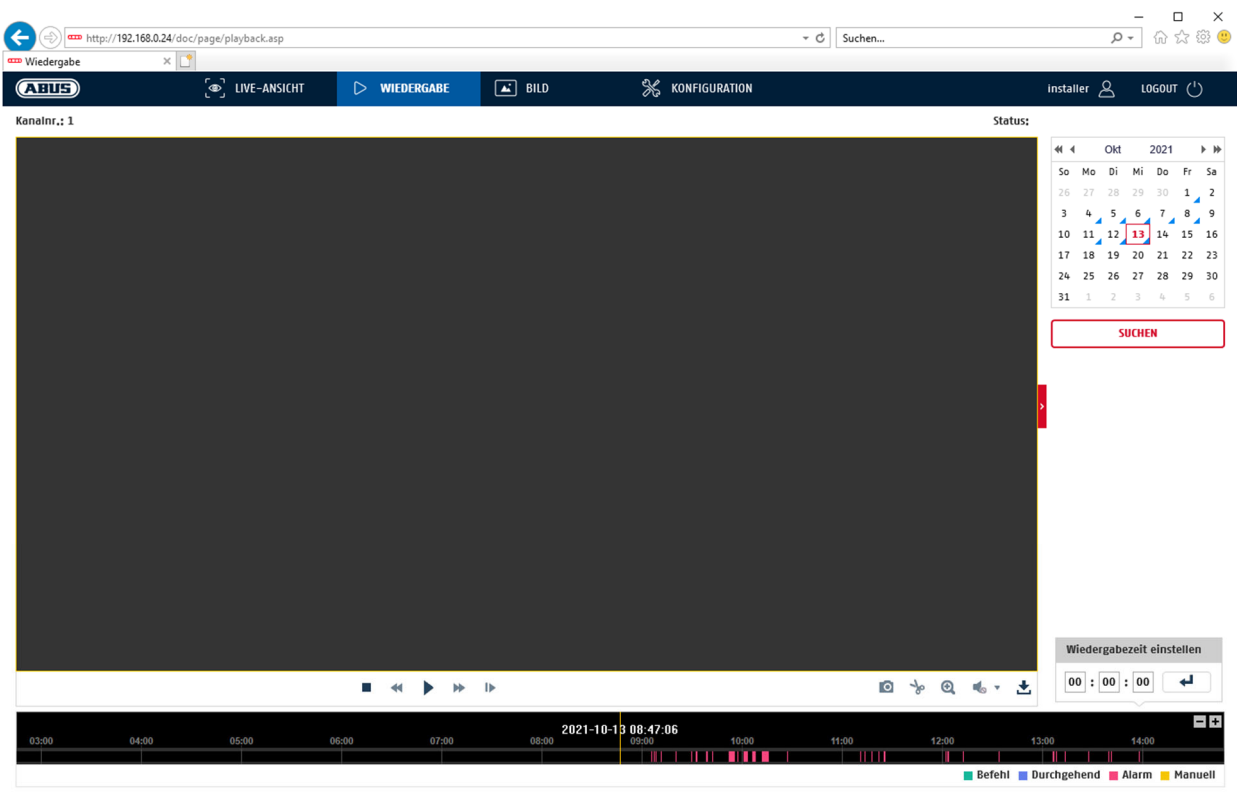 http://192.168.0.24/doc/page/playback.asp
Suchen...
Wiedergabe
ABUS
LIVE-ANSICHT
WIEDERGABE
BILD
KONFIGURATION
installer
LOGOUT
Kanalnr.: 1
Status:
Okt 2021
So Mo Di Mi Do Fr Sa
26 27 28 29 30 1 2
3 4 5 6 7 8 9
10 11 12 13 14 15 16
17 18 19 20 21 22 23
24 25 26 27 28 29 30
31 1 2 3 4 5 6
SUCHEN
Wiedergabezeit einstellen
00 : 00 : 00
2021-10-13 08:47:06
03:00 04:00 05:00 06:00 07:00 08:00 09:00 10:00 11:00 12:00 13:00 14:00
Befehl Durchgehend Alarm Manuell